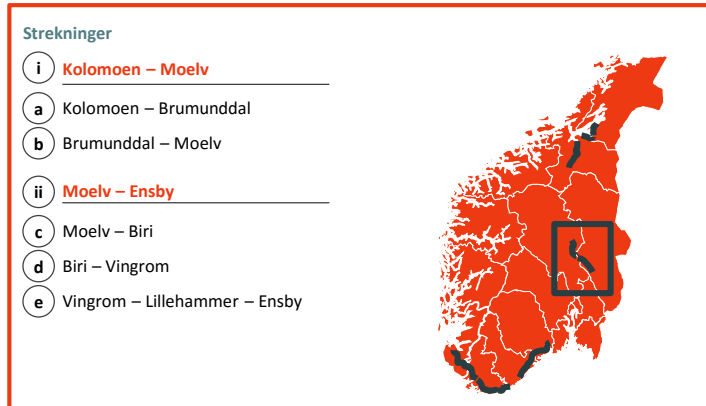 Strekninger
i Kolomoen – Moelv
a Kolomoen – Brumunddal
b Brumunddal – Moelv
ii Moelv – Ensby
c Moelv – Biri
d Biri – Vingrom
e Vingrom – Lillehammer – Ensby